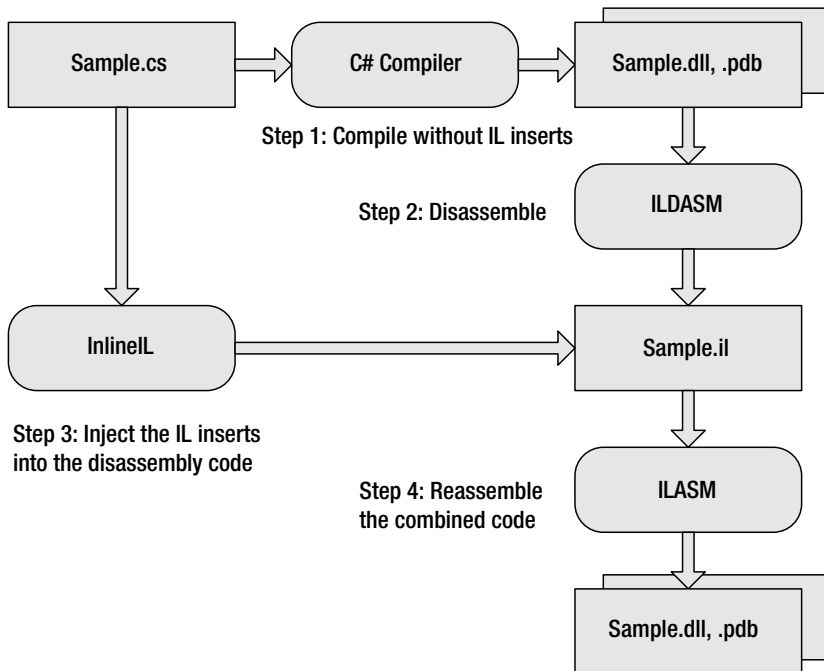 Sample.cs
C# Compiler
Sample.dll, .pdb
Step 1: Compile without IL inserts
Step 2: Disassemble
ILDASM
InlineIL
Sample.il
Step 3: Inject the IL inserts
into the disassembly code
Step 4: Reassemble
the combined code
ILASM
Sample.dll, .pdb